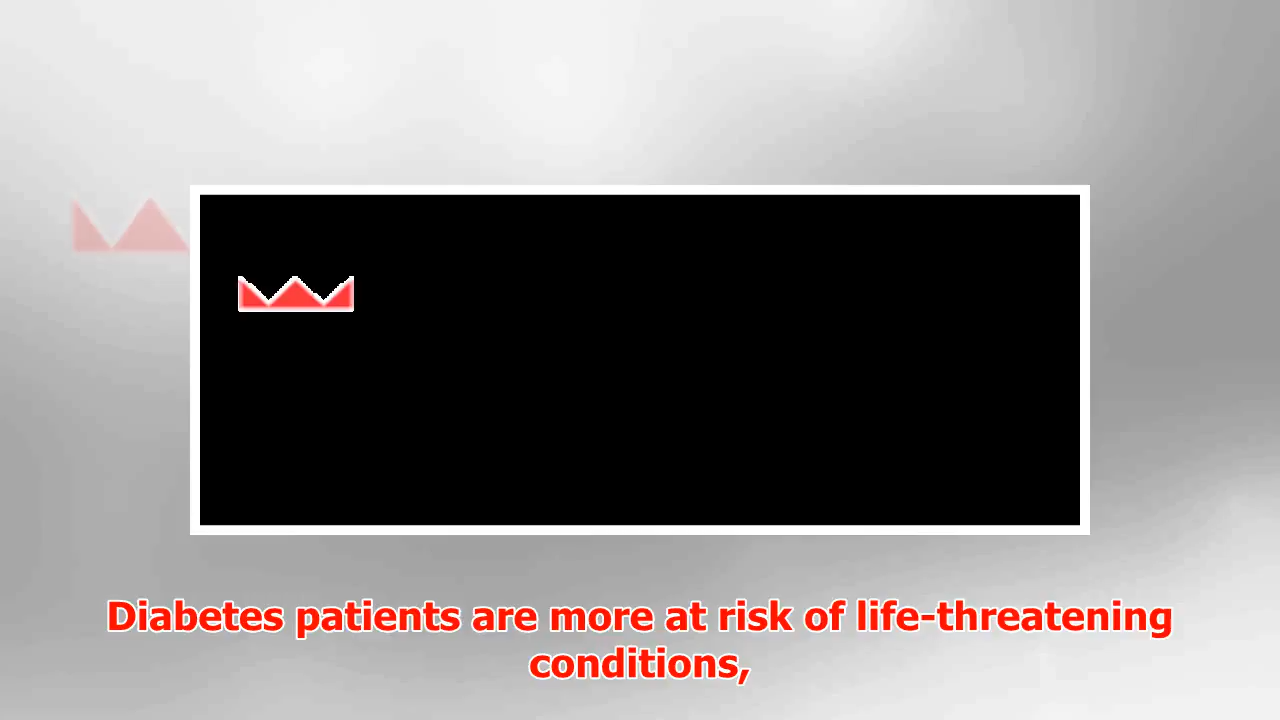 Diabetes patients are more at risk of life-threatening
conditions,